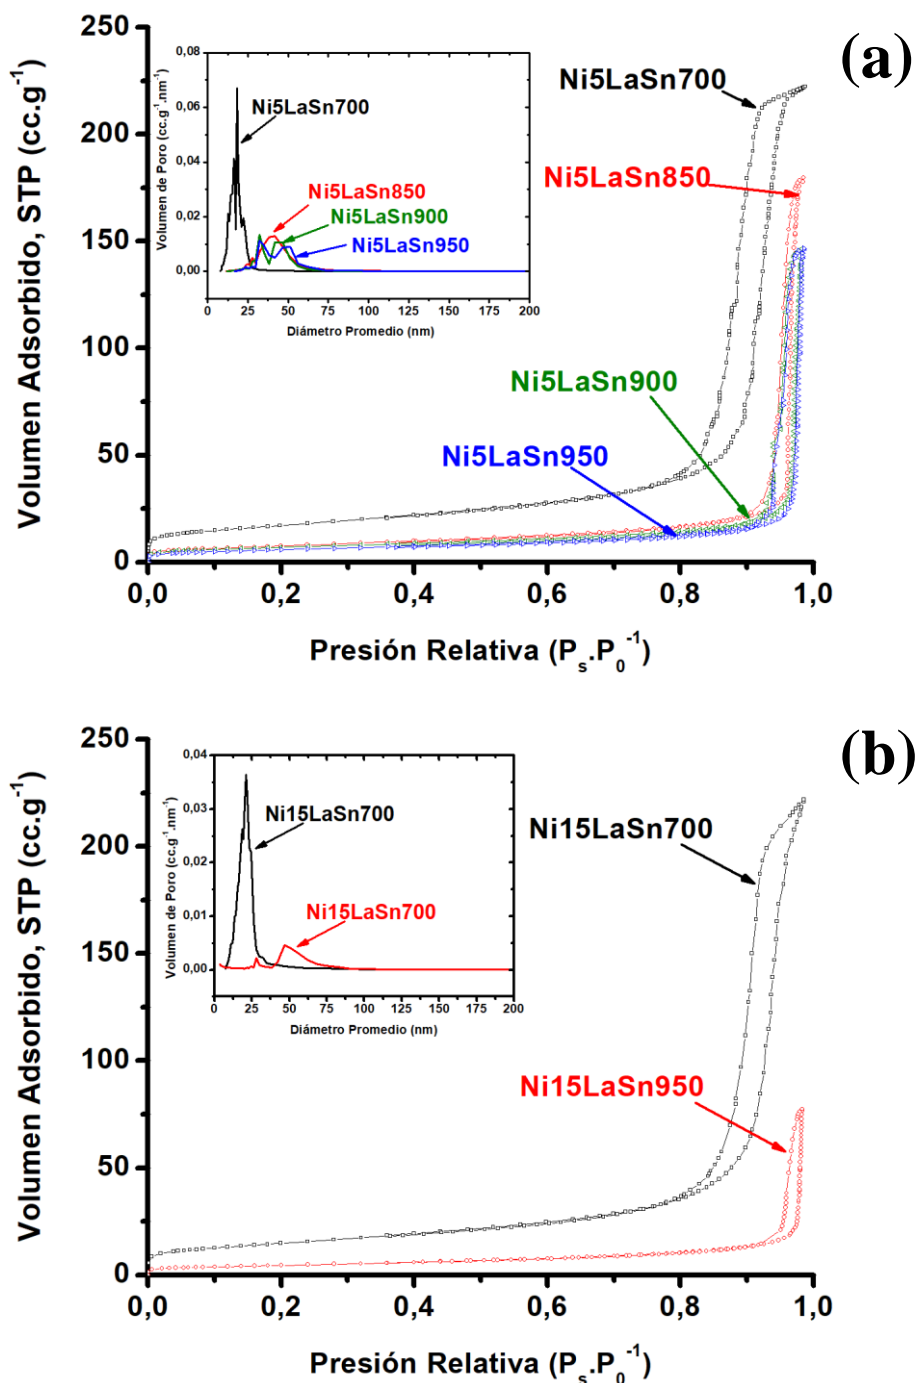 (a)
250
200
150
100
50
0
Volumen Adsorbido, STP (cc.g⁻¹)
0,0 0,2 0,4 0,6 0,8 1,0
Presión Relativa (Pₛ.P₀⁻¹)
Ni5LaSn700
Ni5LaSn850
Ni5LaSn900
Ni5LaSn950
0,08
0,06
0,04
0,02
0,00
Volumen de Poro (cc.g⁻¹.nm⁻¹)
Ni5LaSn700
Ni5LaSn850
Ni5LaSn900
Ni5LaSn950
0 25 50 75 100 125 150 175 200
Diámetro Promedio (nm)
(b)
250
200
150
100
50
0
Volumen Adsorbido, STP (cc.g⁻¹)
0,0 0,2 0,4 0,6 0,8 1,0
Presión Relativa (Pₛ.P₀⁻¹)
Ni15LaSn700
Ni15LaSn950
0,04
0,03
0,02
0,01
0,00
Volumen de Poro (cc.g⁻¹.nm⁻¹)
Ni15LaSn700
Ni15LaSn700
0 25 50 75 100 125 150 175 200
Diámetro Promedio (nm)